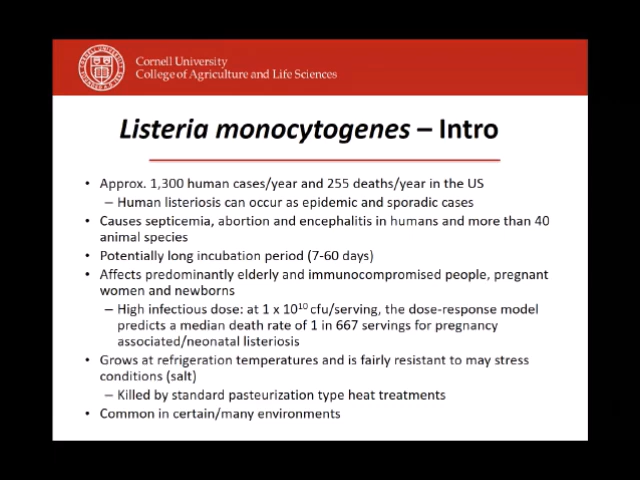 Cornell University
College of Agriculture and Life Sciences
Listeria monocytogenes – Intro
• Approx. 1,300 human cases/year and 255 deaths/year in the US
– Human listeriosis can occur as epidemic and sporadic cases
• Causes septicemia, abortion and encephalitis in humans and more than 40
animal species
• Potentially long incubation period (7-60 days)
• Affects predominantly elderly and immunocompromised people, pregnant
women and newborns
– High infectious dose: at 1 x 10¹⁰ cfu/serving, the dose-response model
predicts a median death rate of 1 in 667 servings for pregnancy
associated/neonatal listeriosis
• Grows at refrigeration temperatures and is fairly resistant to may stress
conditions (salt)
– Killed by standard pasteurization type heat treatments
• Common in certain/many environments